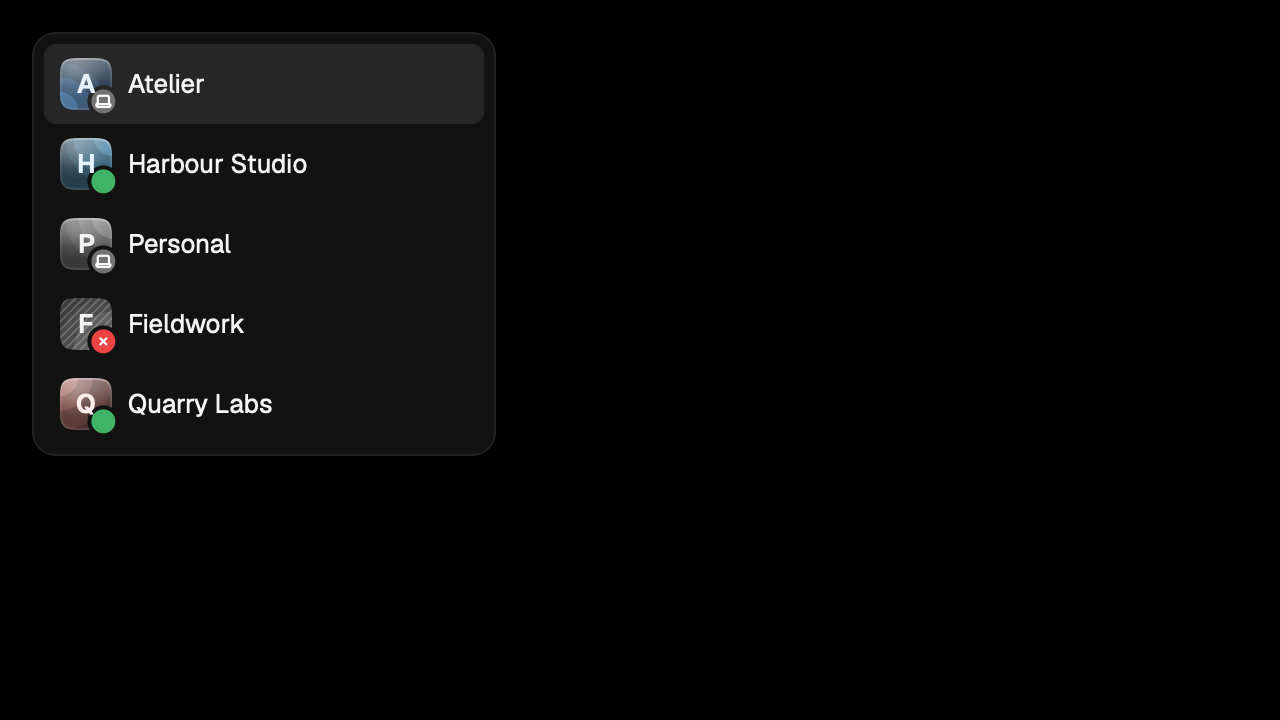 A Atelier
H Harbour Studio
P Personal
F Fieldwork
Q Quarry Labs